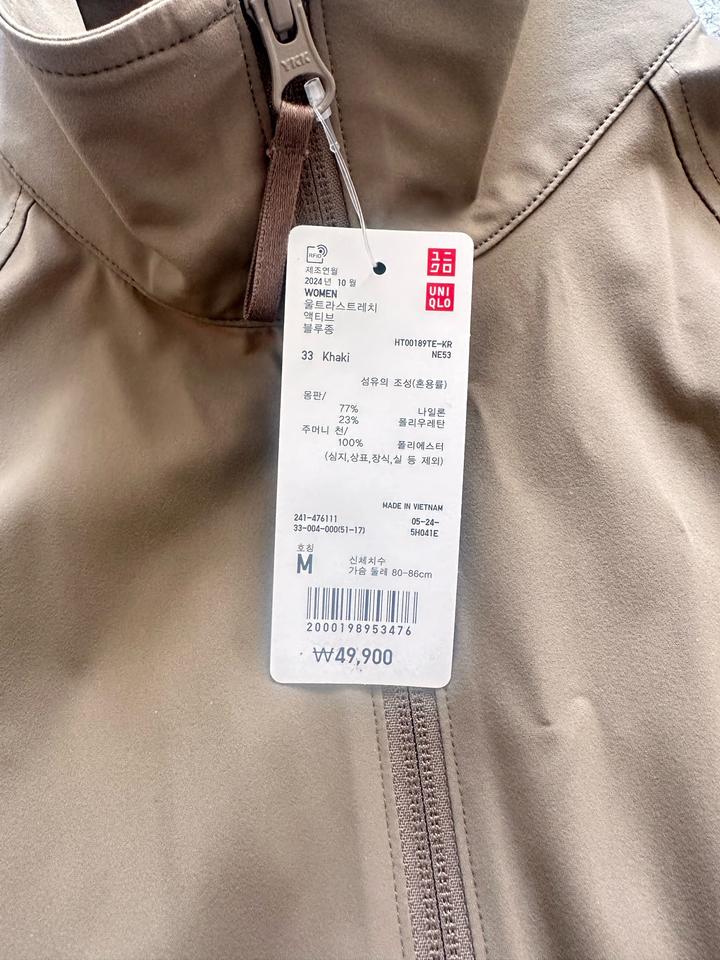 YKK
RFID
ユニ
クロ
UNI
QLO
제조연월
2024년 10월
WOMEN
울트라스트레치
액티브
블루종
HT00189TE-KR
NE53
33 Khaki
섬유의 조성(혼용률)
몸판/
77% 나일론
23% 폴리우레탄
주머니 천/
100% 폴리에스터
(심지,상표,장식,실 등 제외)
MADE IN VIETNAM
241-476111 05-24-
33-004-000(51-17) 5H041E
호칭
M
신체치수
가슴 둘레 80-86cm
2000198953476
₩49,900